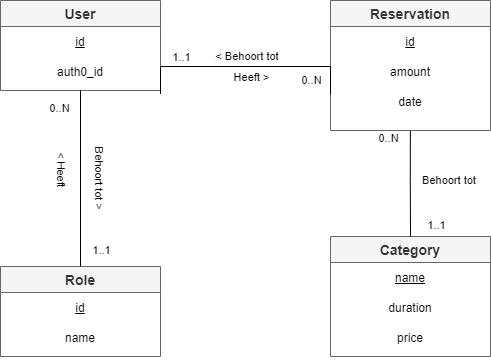 User
id
auth0_id
Reservation
id
amount
date
1..1
< Behoort tot
Heeft >
0..N
0..N
< Heeft
Behoort tot >
1..1
0..N
Behoort tot
1..1
Role
id
name
Category
name
duration
price